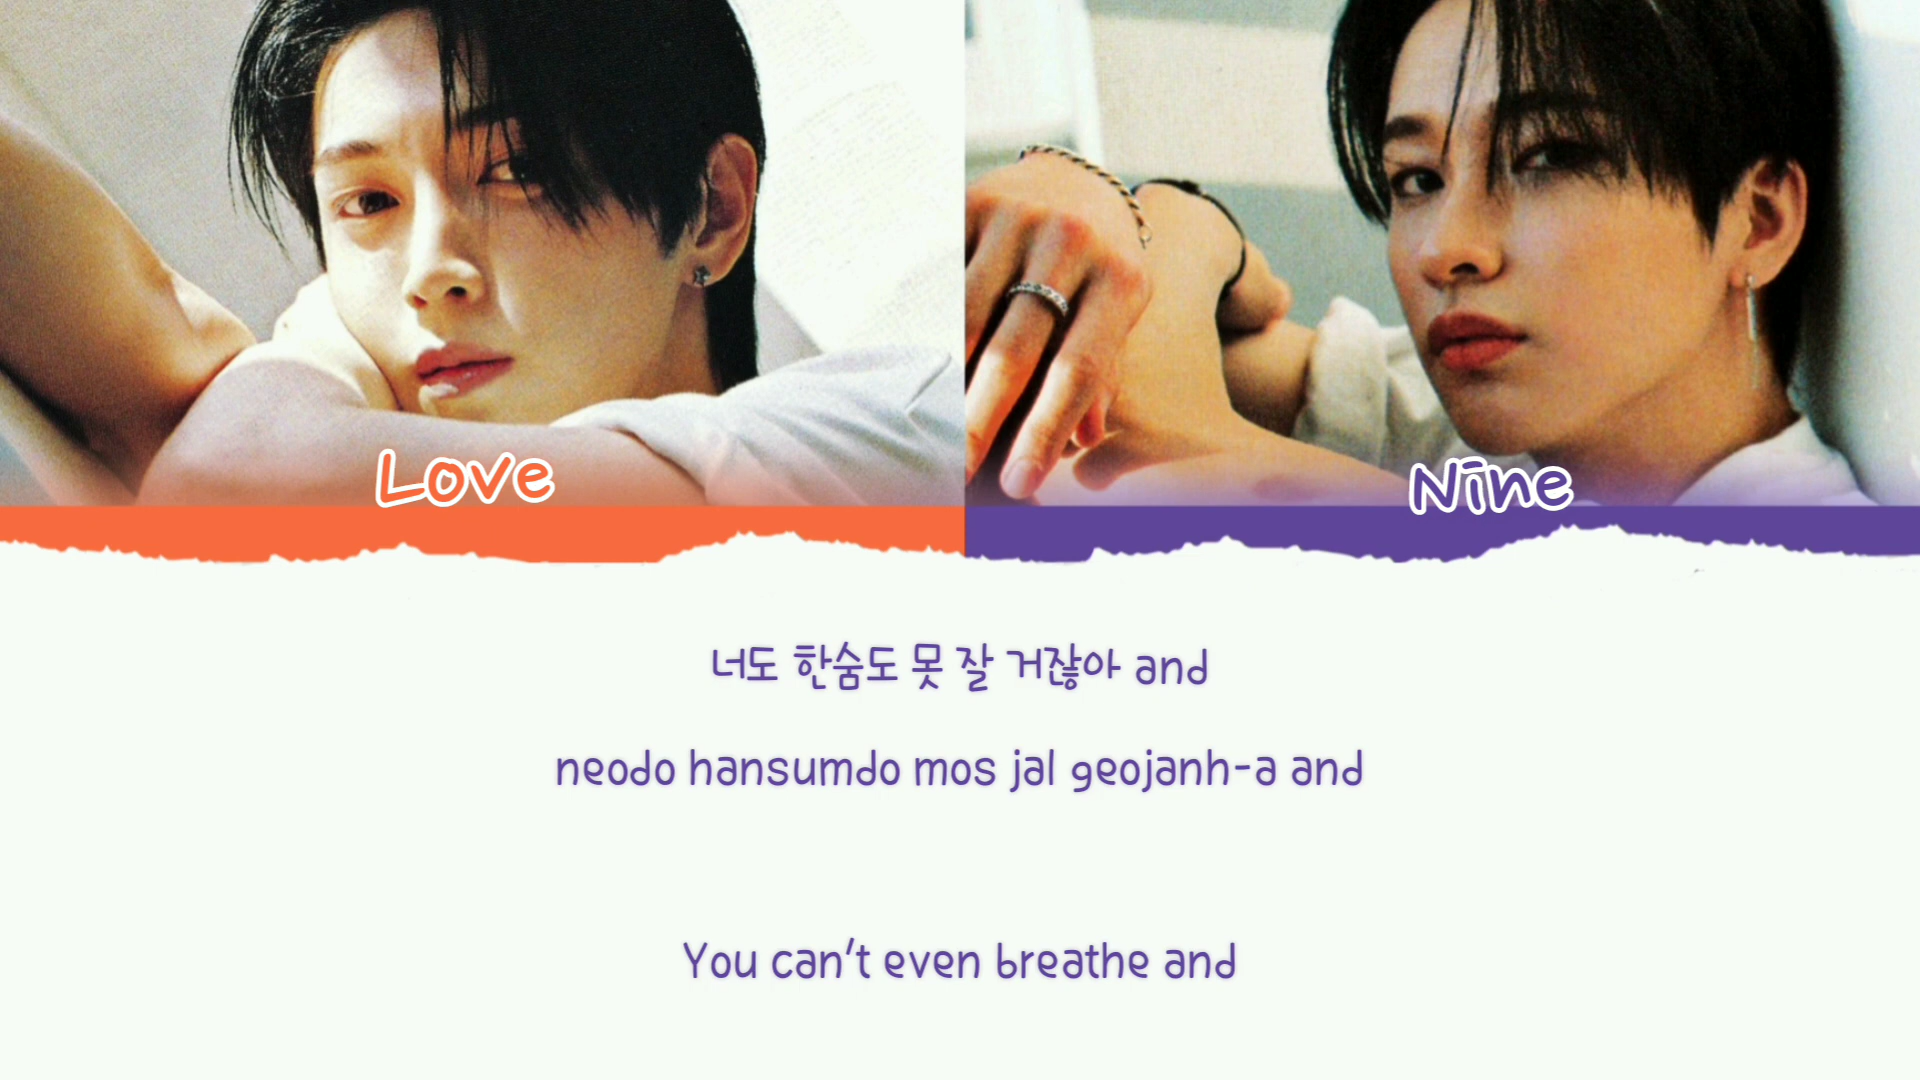 Love
Nine
너도 한숨도 못 잘 거잖아 and
neodo hansumdo mos jal geojanh-a and
You can't even breathe and